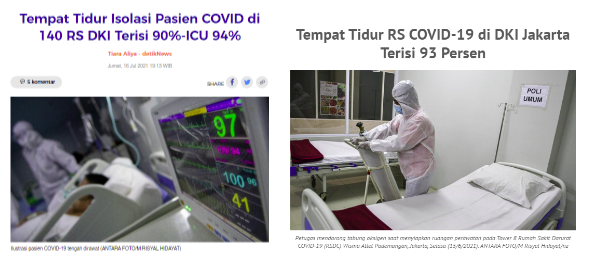 Tempat Tidur Isolasi Pasien COVID di
140 RS DKI Terisi 90%-ICU 94%
Tiara Aliya - detikNews
Jumat, 16 Jul 2021 19:13 WIB
5 komentar
SHARE
97
100
94
Ilustrasi pasien COVID-19 tengah dirawat (ANTARA FOTO/M RISYAL HIDAYAT)
Tempat Tidur RS COVID-19 di DKI Jakarta
Terisi 93 Persen
POLI
UMUM
Petugas mendorong tabung oksigen saat menyiapkan ruangan perawatan pada Tower 8 Rumah Sakit Darurat
COVID-19 (RSDC) Wisma Atlet Pademangan, Jakarta, Selasa (15/6/2021). ANTARA FOTO/M Risyal Hidayat/hp